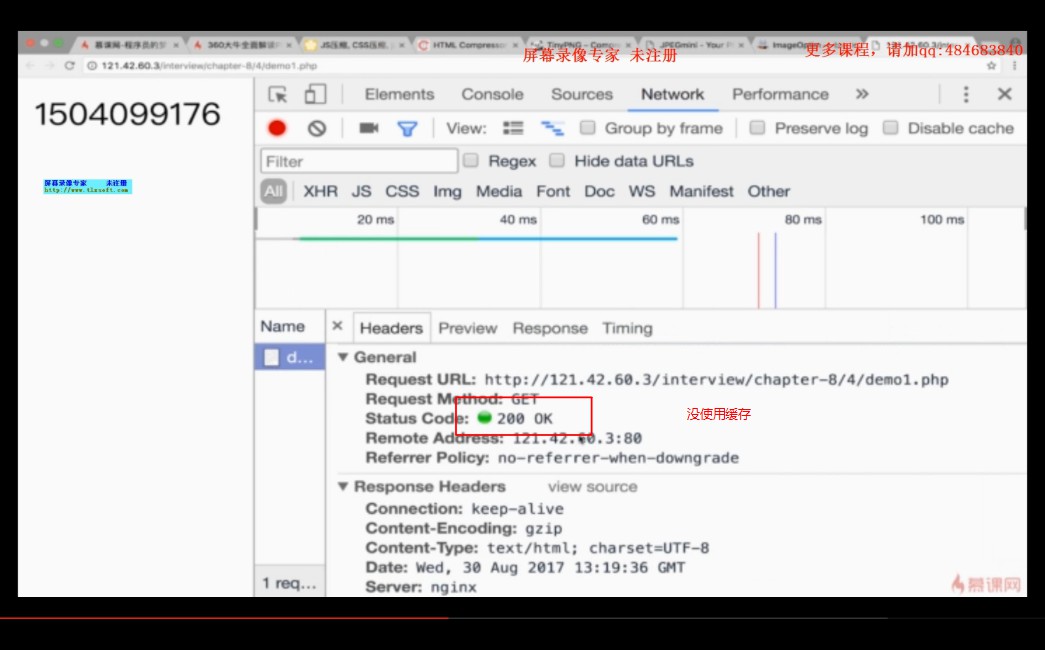 慕课网-程序员的梦
360大牛全面解读P
JS压缩, CSS压缩,
HTML Compressor
TinyPNG – Comp
JPEGmini - Your P
ImageOp
屏幕录像专家 未注册
更多课程，请加qq:484683840
121.42.60.3/interview/chapter-8/4/demo1.php
1504099176
屏幕录像专家 未注册
http://www.tlxsoft.com
Elements Console Sources Network Performance »
View: Group by frame Preserve log Disable cache
Filter Regex Hide data URLs
All XHR JS CSS Img Media Font Doc WS Manifest Other
20 ms 40 ms 60 ms 80 ms 100 ms
Name × Headers Preview Response Timing
d...
▼ General
Request URL: http://121.42.60.3/interview/chapter-8/4/demo1.php
Request Method: GET
Status Code: 200 OK
没使用缓存
Remote Address: 121.42.60.3:80
Referrer Policy: no-referrer-when-downgrade
▼ Response Headers view source
Connection: keep-alive
Content-Encoding: gzip
Content-Type: text/html; charset=UTF-8
Date: Wed, 30 Aug 2017 13:19:36 GMT
Server: nginx
1 req...
慕课网